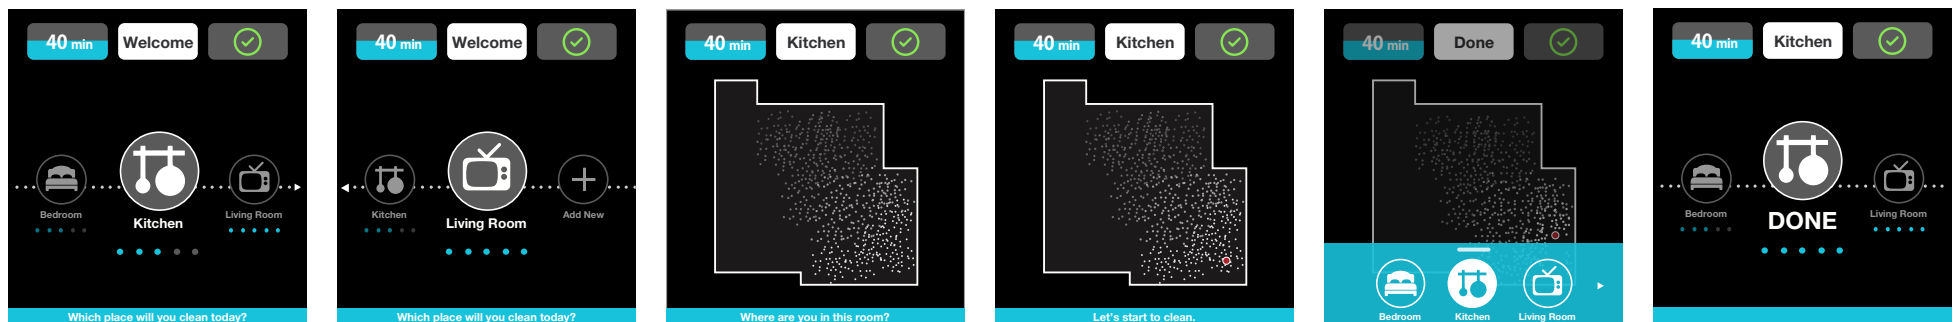 40 min Welcome
Bedroom
Kitchen
Living Room
Which place will you clean today?
40 min Welcome
Kitchen
Living Room
Add New
Which place will you clean today?
40 min Kitchen
Where are you in this room?
40 min Kitchen
Let's start to clean.
40 min Done
Bedroom Kitchen Living Room
40 min Kitchen
Bedroom
DONE
Living Room